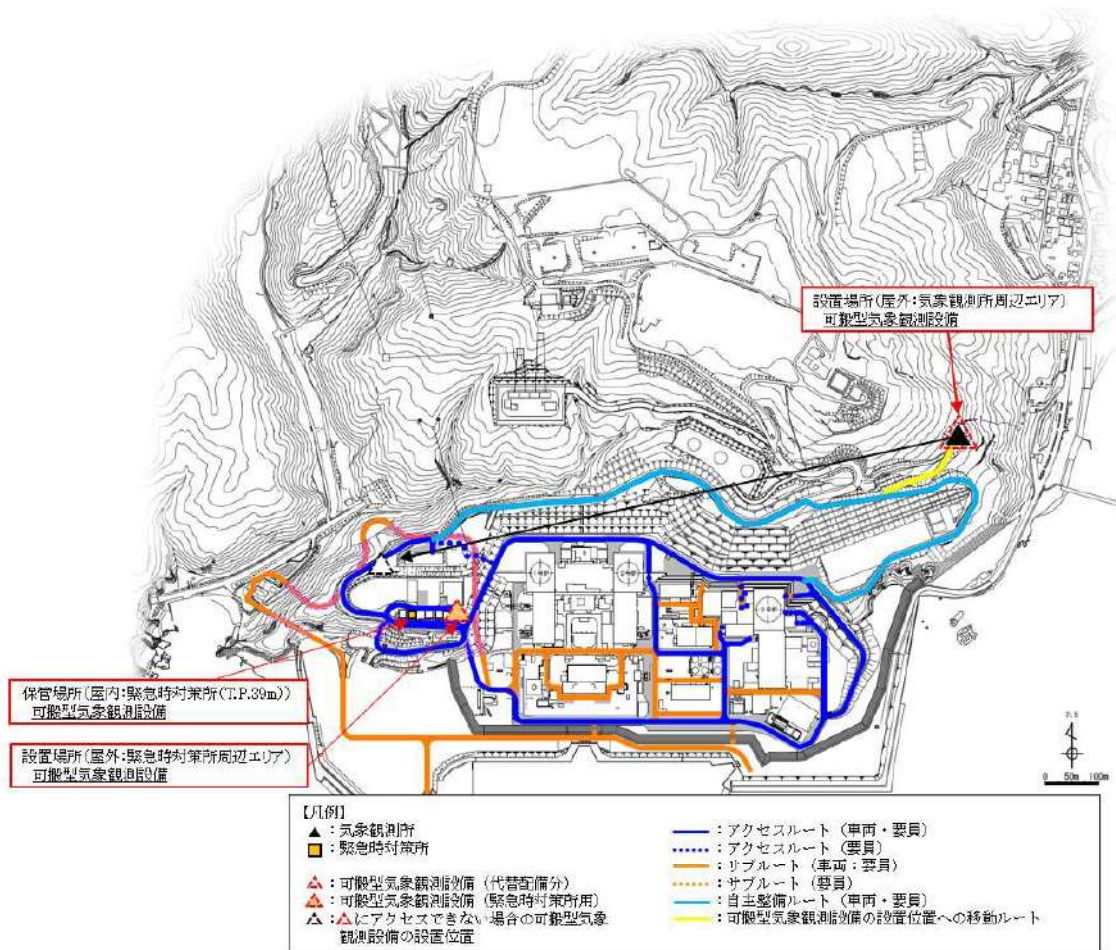 設置場所(屋外:気象観測所周辺エリア)
可搬型気象観測設備
保管場所(屋内:緊急時対策所(T.P.39m))
可搬型気象観測設備
設置場所(屋外:緊急時対策所周辺エリア)
可搬型気象観測設備
0 50m 100m
【凡例】
▲:気象観測所
:緊急時対策所
:可搬型気象観測設備(代替配備分)
:可搬型気象観測設備(緊急時対策所用)
:△にアクセスできない場合の可搬型気象
観測設備の設置位置
:アクセスルート(車両・要員)
:アクセスルート(要員)
:サブルート(車両・要員)
:サブルート(要員)
:自主整備ルート(車両・要員)
:可搬型気象観測設備の設置位置への移動ルート